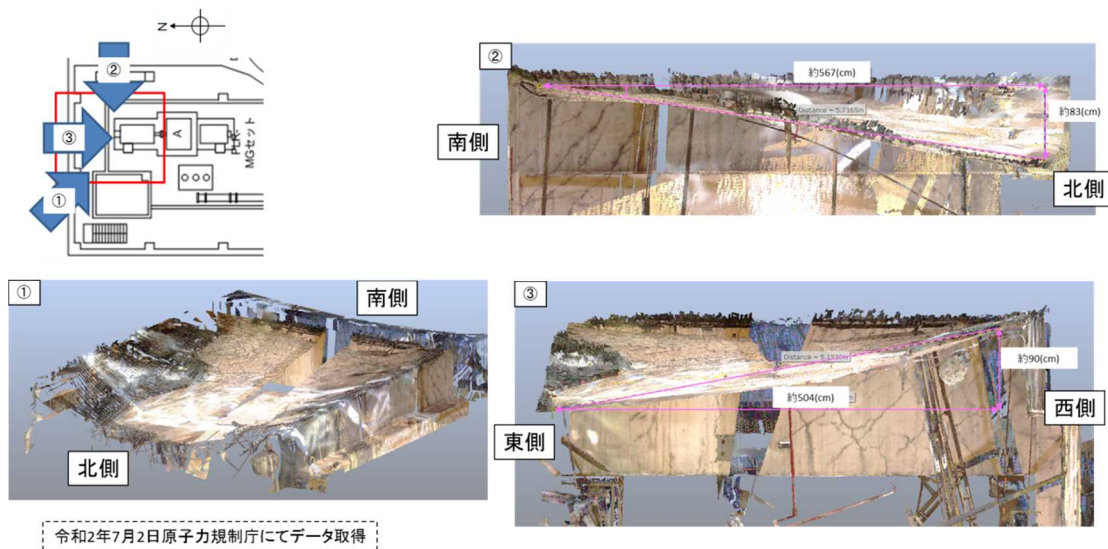 N
②
③
①
A
PLR
MGセット
②
約567(cm)
Distance = 5.7165m
約83(cm)
南側
北側
①
南側
北側
③
約90(cm)
約504(cm)
東側
西側
令和2年7月2日原子力規制庁にてデータ取得